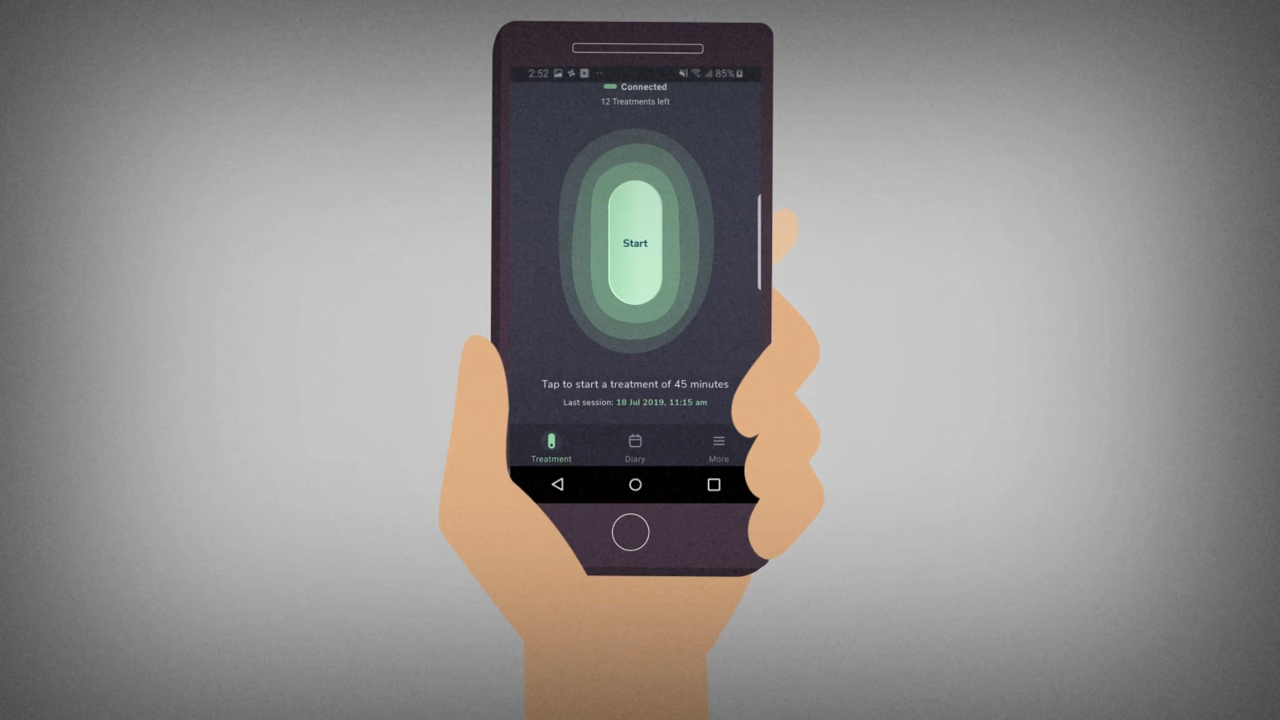 2:52 85%
Connected
12 Treatments left
Start
Tap to start a treatment of 45 minutes
Last session: 18 Jul 2019, 11:15 am
Treatment Diary More